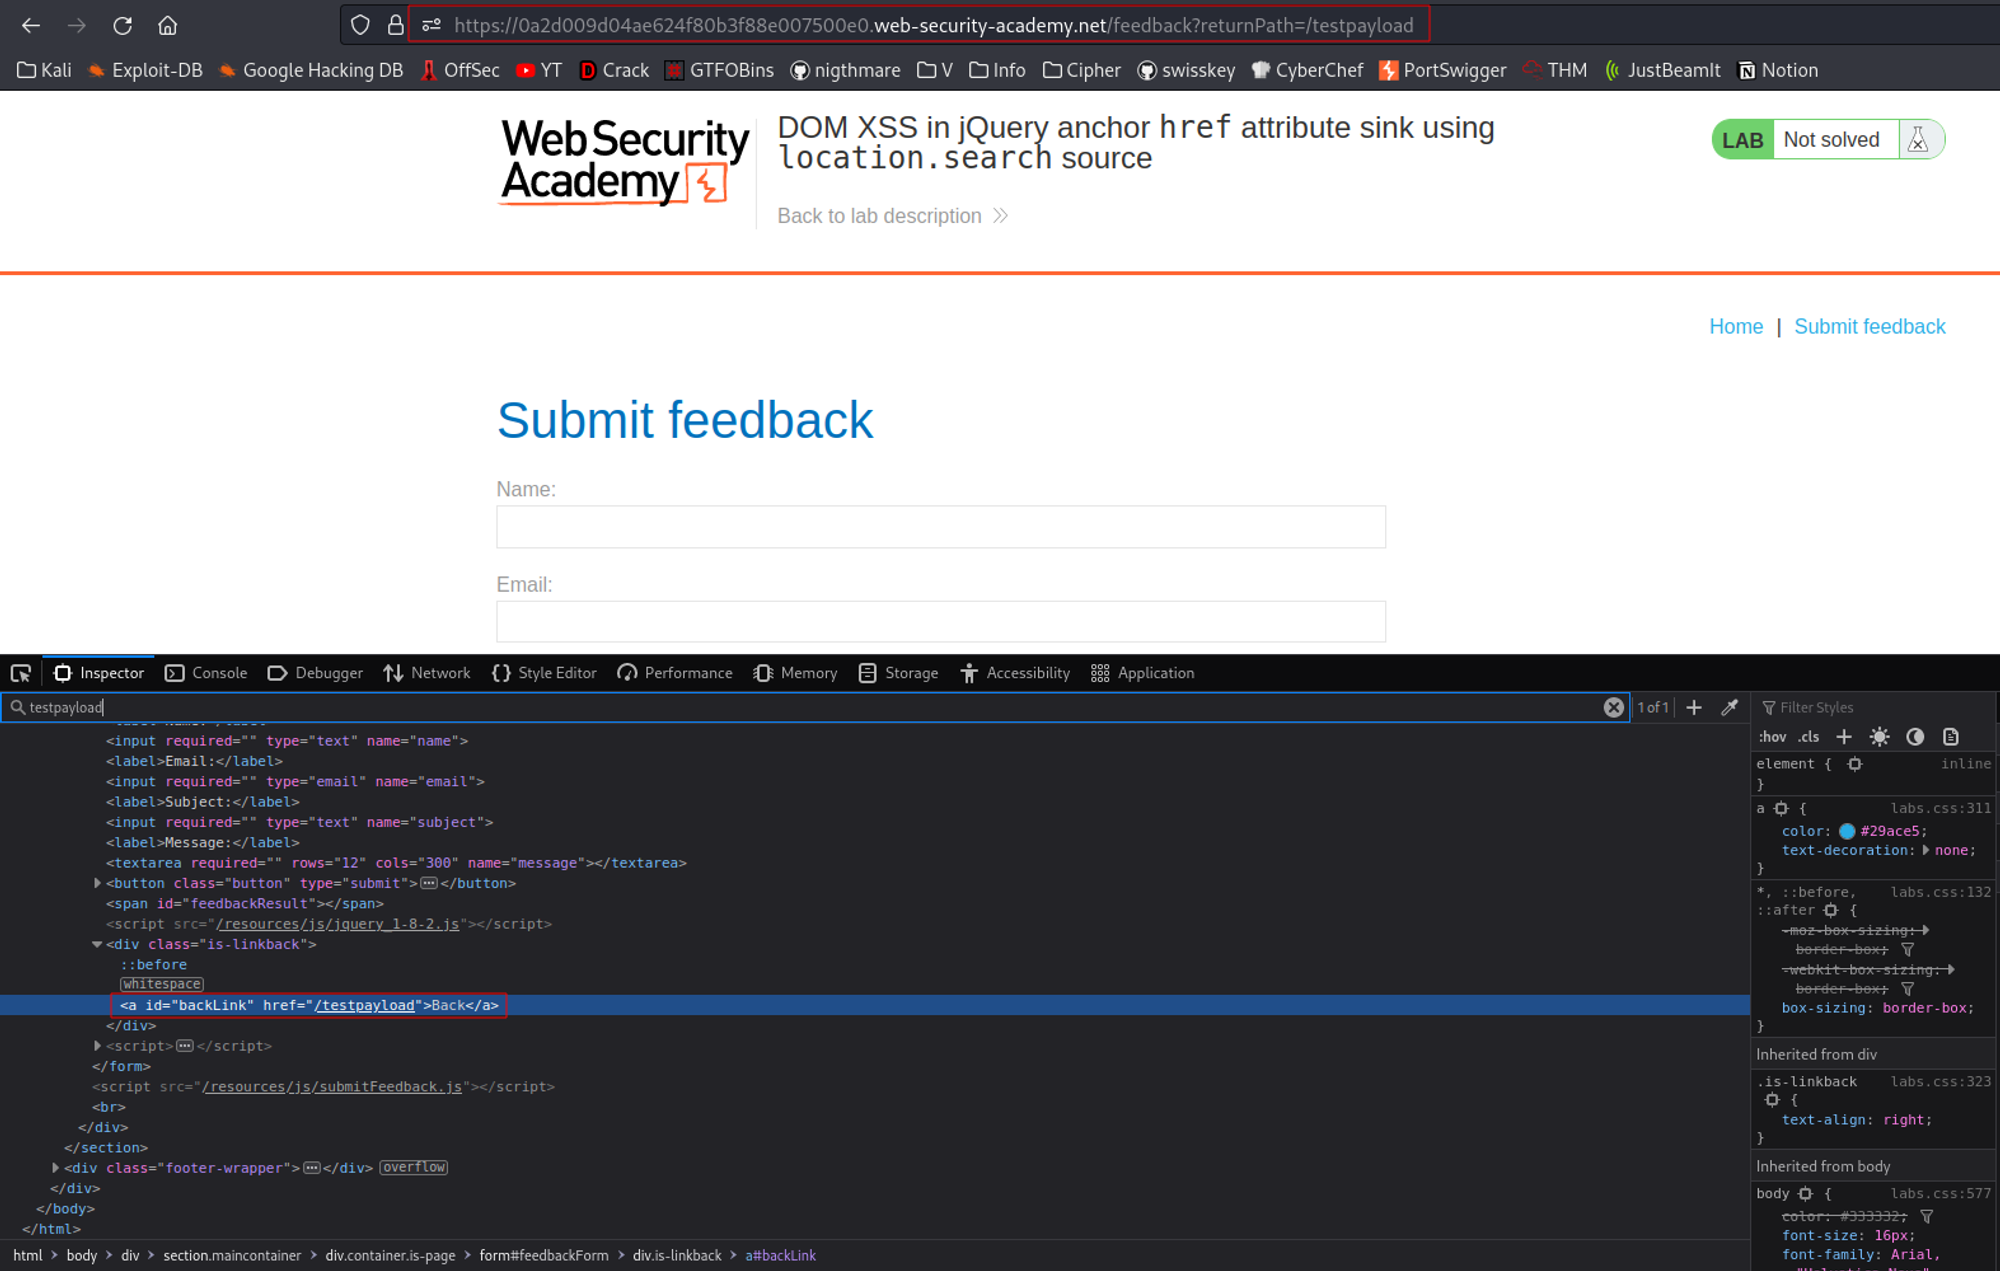 https://0a2d009d04ae624f80b3f88e007500e0.web-security-academy.net/feedback?returnPath=/testpayload
Kali Exploit-DB Google Hacking DB OffSec YT Crack GTFOBins nigthmare V Info Cipher swisskey CyberChef PortSwigger THM JustBeamIt Notion
Web Security
Academy
DOM XSS in jQuery anchor href attribute sink using
location.search source
Back to lab description
LAB Not solved
Home | Submit feedback
Submit feedback
Name:
Email:
Inspector Console Debugger Network Style Editor Performance Memory Storage Accessibility Application
testpayload
1 of 1
<input required="" type="text" name="name">
<label>Email:</label>
<input required="" type="email" name="email">
<label>Subject:</label>
<input required="" type="text" name="subject">
<label>Message:</label>
<textarea required="" rows="12" cols="300" name="message"></textarea>
<button class="button" type="submit"></button>
<span id="feedbackResult"></span>
<script src="/resources/js/jquery_1-8-2.js"></script>
<div class="is-linkback">
::before
whitespace
<a id="backLink" href="/testpayload">Back</a>
</div>
<script></script>
</form>
<script src="/resources/js/submitFeedback.js"></script>
<br>
</div>
</section>
<div class="footer-wrapper"></div> overflow
</div>
</body>
</html>
html > body > div > section.maincontainer > div.container.is-page > form#feedbackForm > div.is-linkback > a#backLink
Filter Styles
:hov .cls
element { inline
}
a { labs.css:311
color: #29ace5;
text-decoration: none;
}
*, ::before, labs.css:132
::after {
-moz-box-sizing:
border-box;
-webkit-box-sizing:
border-box;
box-sizing: border-box;
}
Inherited from div
.is-linkback labs.css:323
{
text-align: right;
}
Inherited from body
body { labs.css:577
color: #333332;
font-size: 16px;
font-family: Arial,